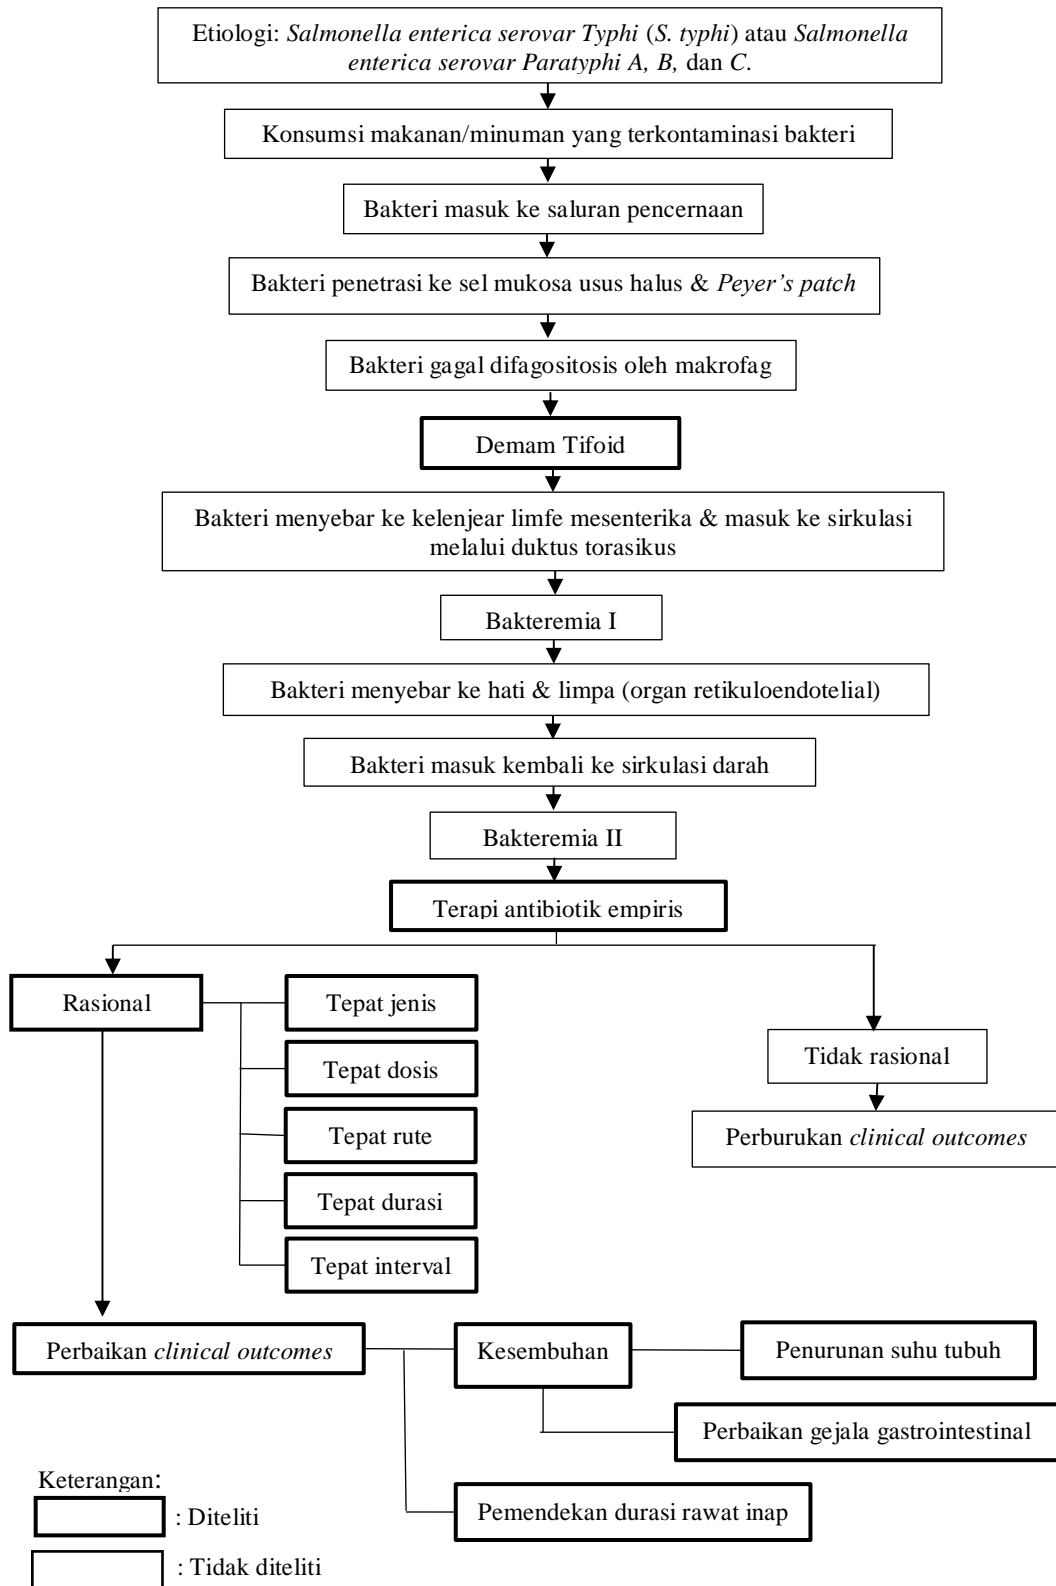 Etiologi: Salmonella enterica serovar Typhi (S. typhi) atau Salmonella
enterica serovar Paratyphi A, B, dan C.
Konsumsi makanan/minuman yang terkontaminasi bakteri
Bakteri masuk ke saluran pencernaan
Bakteri penetrasi ke sel mukosa usus halus & Peyer's patch
Bakteri gagal difagositosis oleh makrofag
Demam Tifoid
Bakteri menyebar ke kelenjear limfe mesenterika & masuk ke sirkulasi
melalui duktus torasikus
Bakteremia I
Bakteri menyebar ke hati & limpa (organ retikuloendotelial)
Bakteri masuk kembali ke sirkulasi darah
Bakteremia II
Terapi antibiotik empiris
Rasional
Tepat jenis
Tepat dosis
Tepat rute
Tepat durasi
Tepat interval
Tidak rasional
Perburukan clinical outcomes
Perbaikan clinical outcomes
Kesembuhan
Penurunan suhu tubuh
Perbaikan gejala gastrointestinal
Pemendekan durasi rawat inap
Keterangan:
: Diteliti
: Tidak diteliti